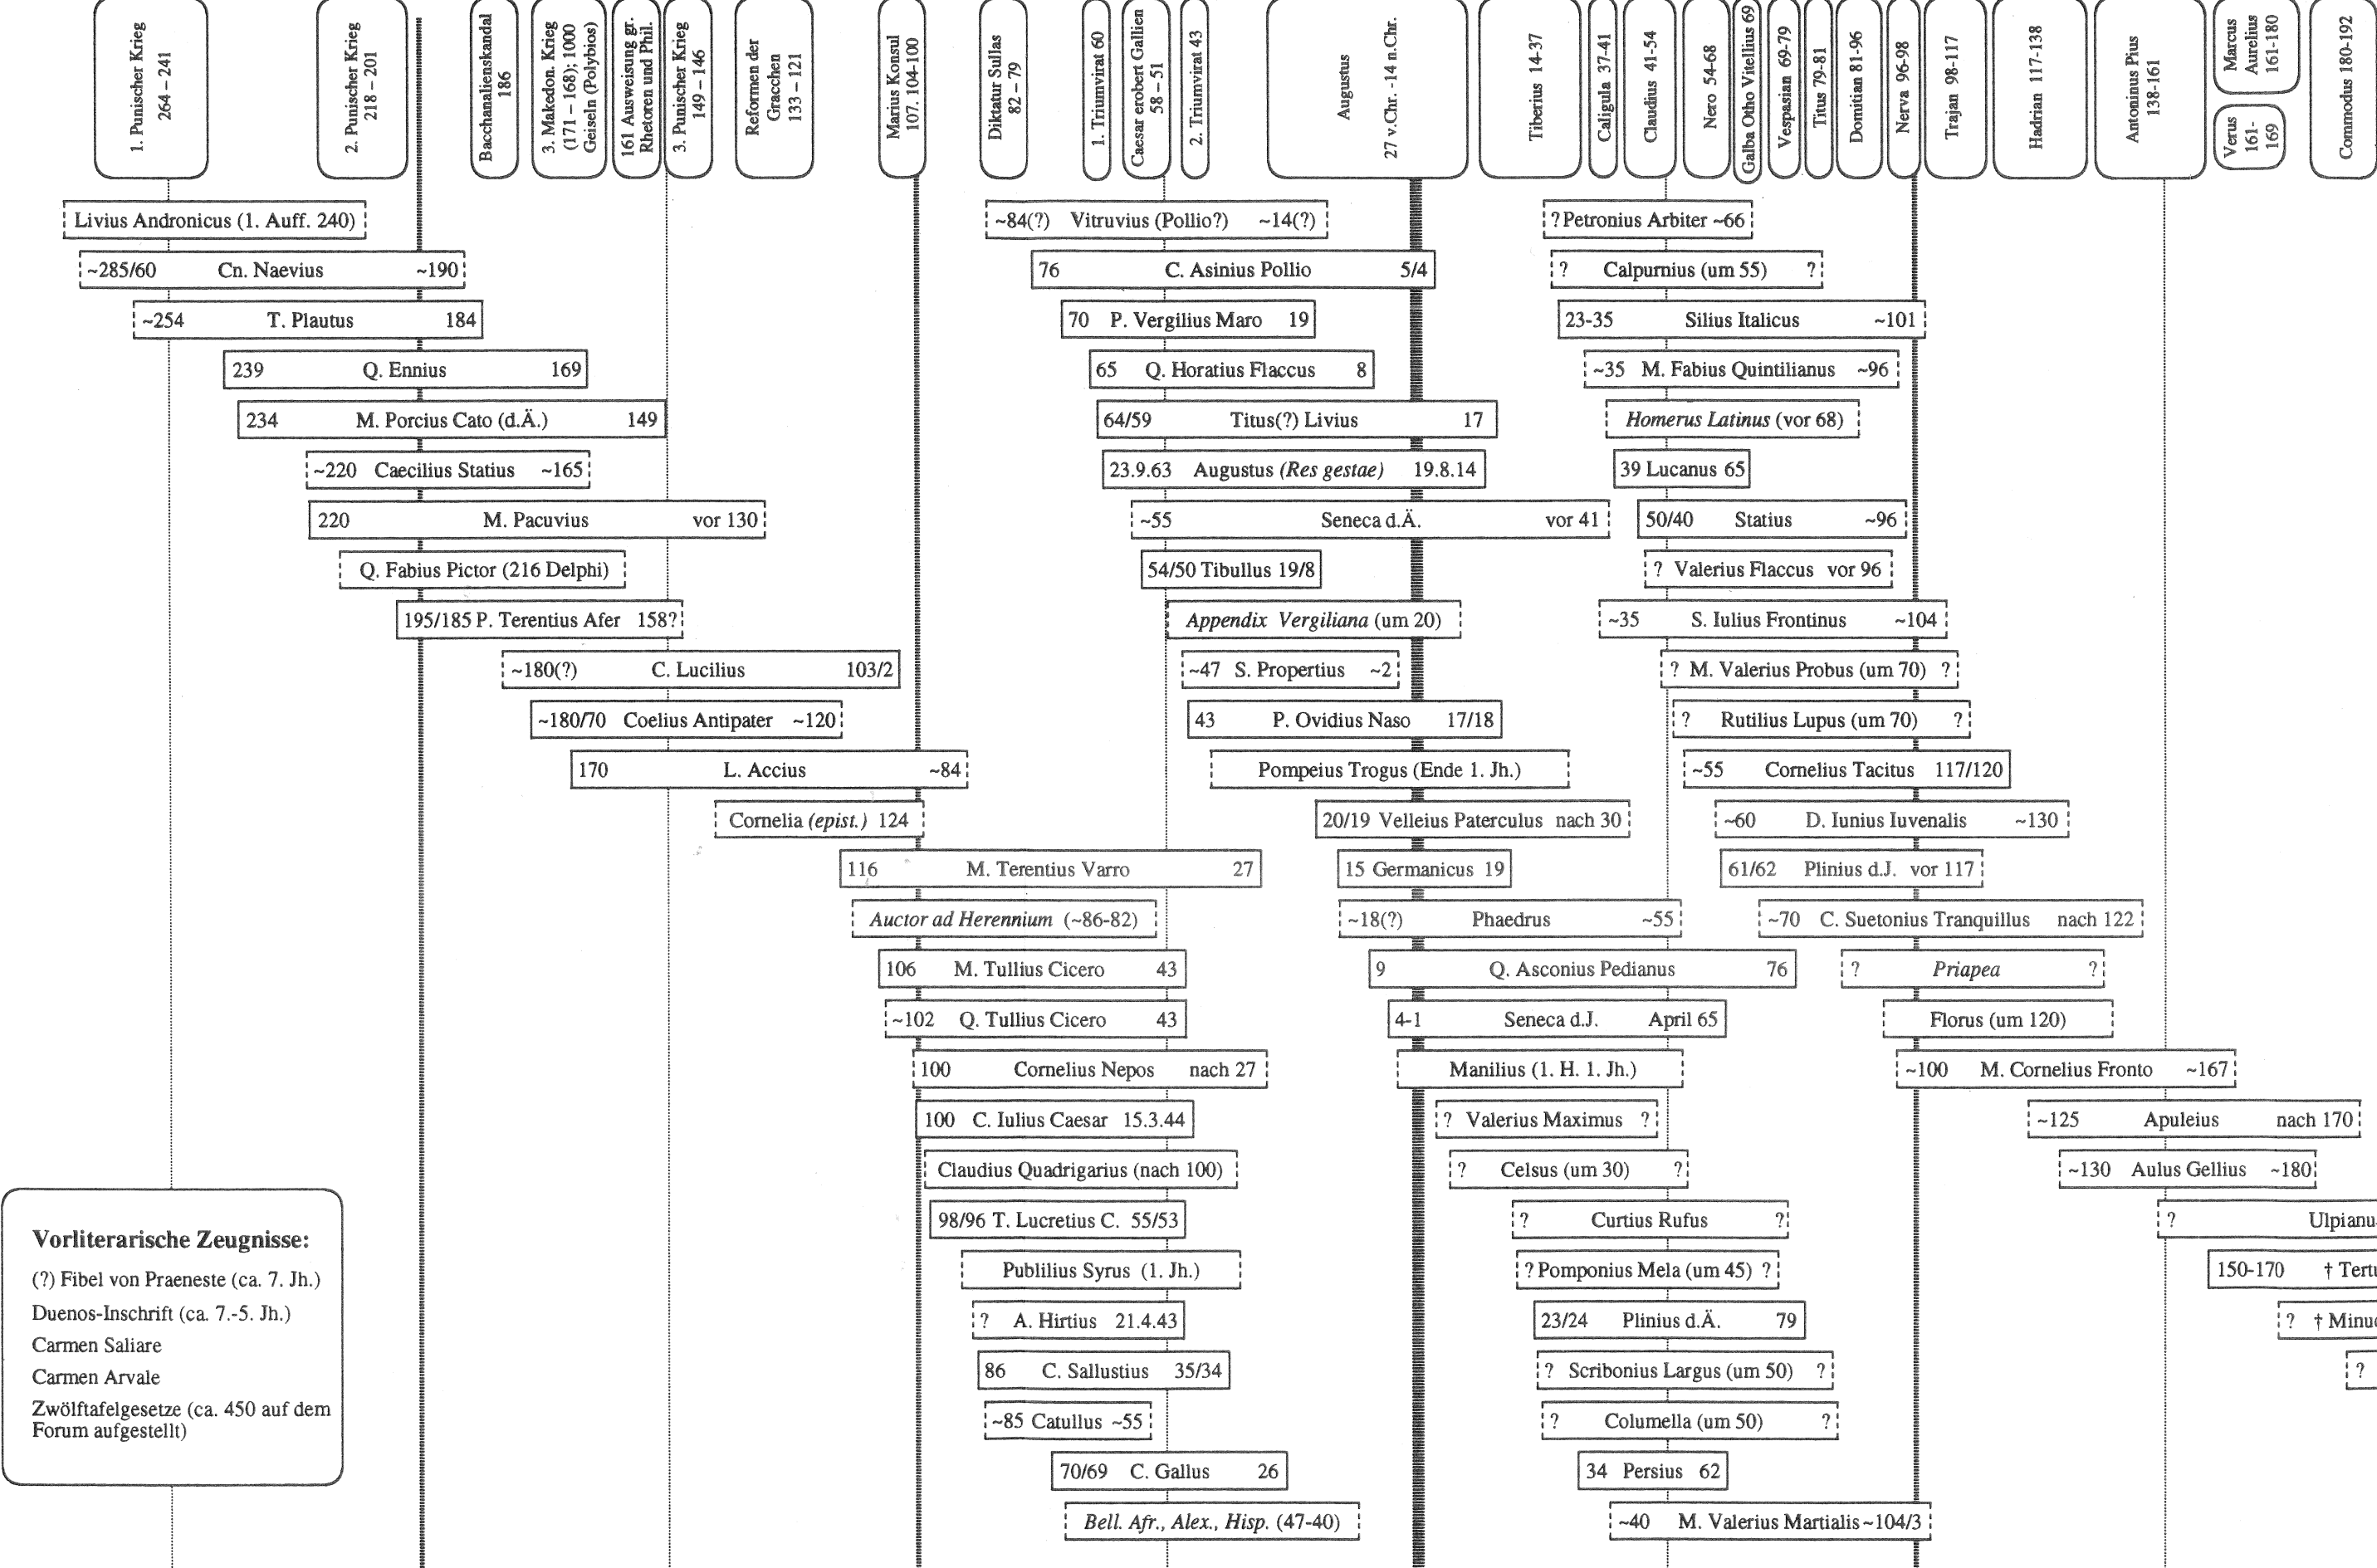 1. Punischer Krieg
264 – 241
2. Punischer Krieg
218 – 201
Bacchanalienskandal
186
3. Makedon. Krieg
(171 – 168); 1000
Geiseln (Polybios)
161 Ausweisung gr.
Rhetoren und Phil.
3. Punischer Krieg
149 – 146
Reformen der
Gracchen
133 – 121
Marius Konsul
107. 104-100
Diktatur Sullas
82 – 79
1. Triumvirat 60
Caesar erobert Gallien
58 – 51
2. Triumvirat 43
Augustus
27 v.Chr. - 14 n.Chr.
Tiberius 14-37
Caligula 37-41
Claudius 41-54
Nero 54-68
Galba Otho Vitellius 69
Vespasian 69-79
Titus 79-81
Domitian 81-96
Nerva 96-98
Trajan 98-117
Hadrian 117-138
Antoninus Pius
138-161
Marcus
Aurelius
161-180
Verus
161-
169
Commodus 180-192
Livius Andronicus (1. Auff. 240)
~285/60 Cn. Naevius ~190
~254 T. Plautus 184
239 Q. Ennius 169
234 M. Porcius Cato (d.Ä.) 149
~220 Caecilius Statius ~165
220 M. Pacuvius vor 130
Q. Fabius Pictor (216 Delphi)
195/185 P. Terentius Afer 158?
~180(?) C. Lucilius 103/2
~180/70 Coelius Antipater ~120
170 L. Accius ~84
Cornelia (epist.) 124
116 M. Terentius Varro 27
Auctor ad Herennium (~86-82)
106 M. Tullius Cicero 43
~102 Q. Tullius Cicero 43
100 Cornelius Nepos nach 27
100 C. Iulius Caesar 15.3.44
Claudius Quadrigarius (nach 100)
98/96 T. Lucretius C. 55/53
Publilius Syrus (1. Jh.)
? A. Hirtius 21.4.43
86 C. Sallustius 35/34
~85 Catullus ~55
70/69 C. Gallus 26
Bell. Afr., Alex., Hisp. (47-40)
~84(?) Vitruvius (Pollio?) ~14(?)
76 C. Asinius Pollio 5/4
70 P. Vergilius Maro 19
65 Q. Horatius Flaccus 8
64/59 Titus(?) Livius 17
23.9.63 Augustus (Res gestae) 19.8.14
~55 Seneca d.Ä. vor 41
54/50 Tibullus 19/8
Appendix Vergiliana (um 20)
~47 S. Propertius ~2
43 P. Ovidius Naso 17/18
Pompeius Trogus (Ende 1. Jh.)
20/19 Velleius Paterculus nach 30
15 Germanicus 19
~18(?) Phaedrus ~55
9 Q. Asconius Pedianus 76
4-1 Seneca d.J. April 65
Manilius (1. H. 1. Jh.)
? Valerius Maximus ?
? Celsus (um 30) ?
? Curtius Rufus ?
? Pomponius Mela (um 45) ?
23/24 Plinius d.Ä. 79
? Scribonius Largus (um 50) ?
? Columella (um 50) ?
34 Persius 62
~40 M. Valerius Martialis ~104/3
? Petronius Arbiter ~66
? Calpurnius (um 55) ?
23-35 Silius Italicus ~101
~35 M. Fabius Quintilianus ~96
Homerus Latinus (vor 68)
39 Lucanus 65
50/40 Statius ~96
? Valerius Flaccus vor 96
~35 S. Iulius Frontinus ~104
? M. Valerius Probus (um 70) ?
? Rutilius Lupus (um 70) ?
~55 Cornelius Tacitus 117/120
~60 D. Iunius Iuvenalis ~130
61/62 Plinius d.J. vor 117
~70 C. Suetonius Tranquillus nach 122
? Priapea ?
Florus (um 120)
~100 M. Cornelius Fronto ~167
~125 Apuleius nach 170
~130 Aulus Gellius ~180
? Ulpianu
150-170 † Tertu
? † Minuc
?
Vorliterarische Zeugnisse:
(?) Fibel von Praeneste (ca. 7. Jh.)
Duenos-Inschrift (ca. 7.-5. Jh.)
Carmen Saliare
Carmen Arvale
Zwölftafelgesetze (ca. 450 auf dem
Forum aufgestellt)